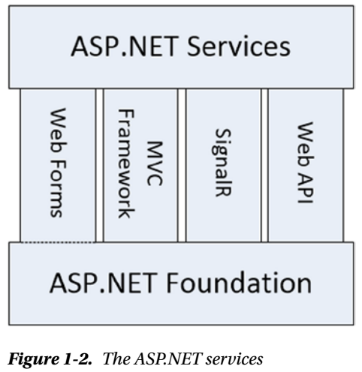 ASP.NET Services
Web Forms
MVC
Framework
SignalR
Web API
ASP.NET Foundation
Figure 1-2. The ASP.NET services